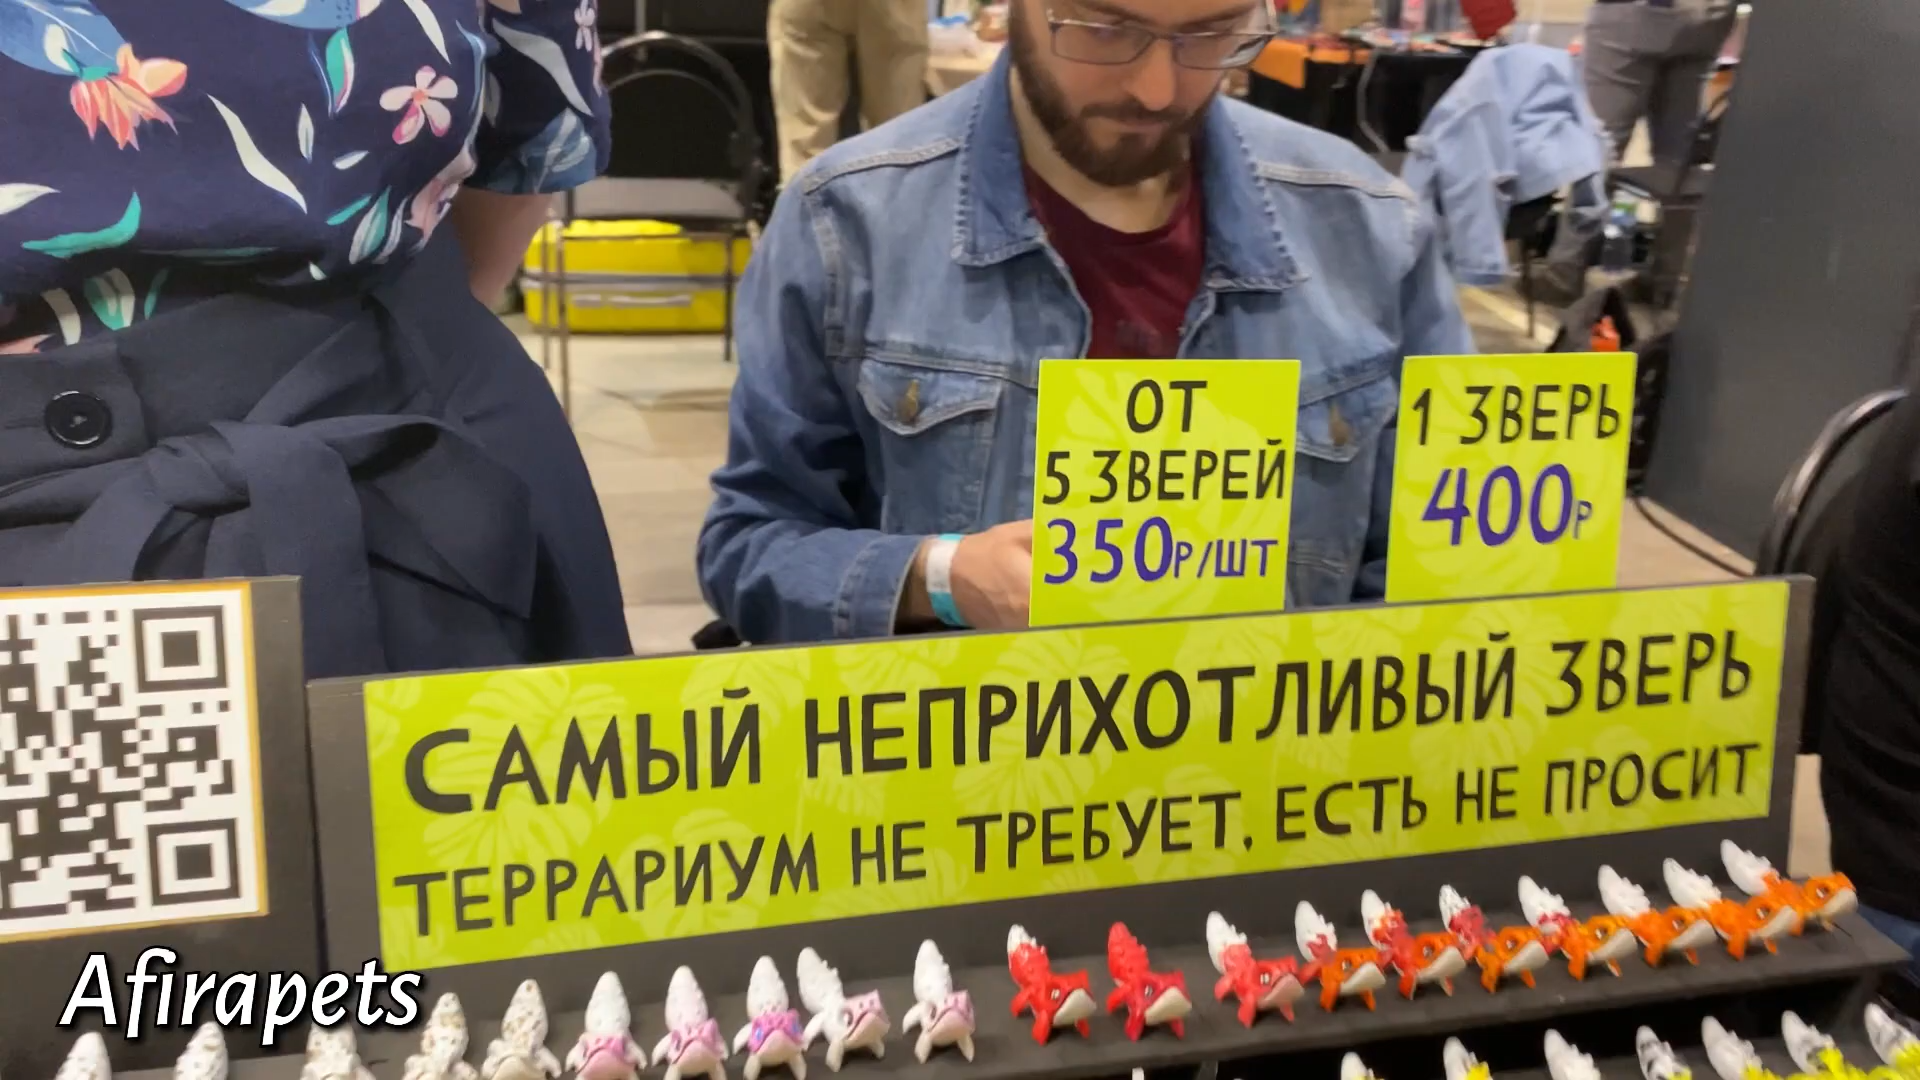 ОТ
5 ЗВЕРЕЙ
350Р/ШТ
1 ЗВЕРЬ
400Р
САМЫЙ НЕПРИХОТЛИВЫЙ ЗВЕРЬ
ТЕРРАРИУМ НЕ ТРЕБУЕТ, ЕСТЬ НЕ ПРОСИТ
Afirapets